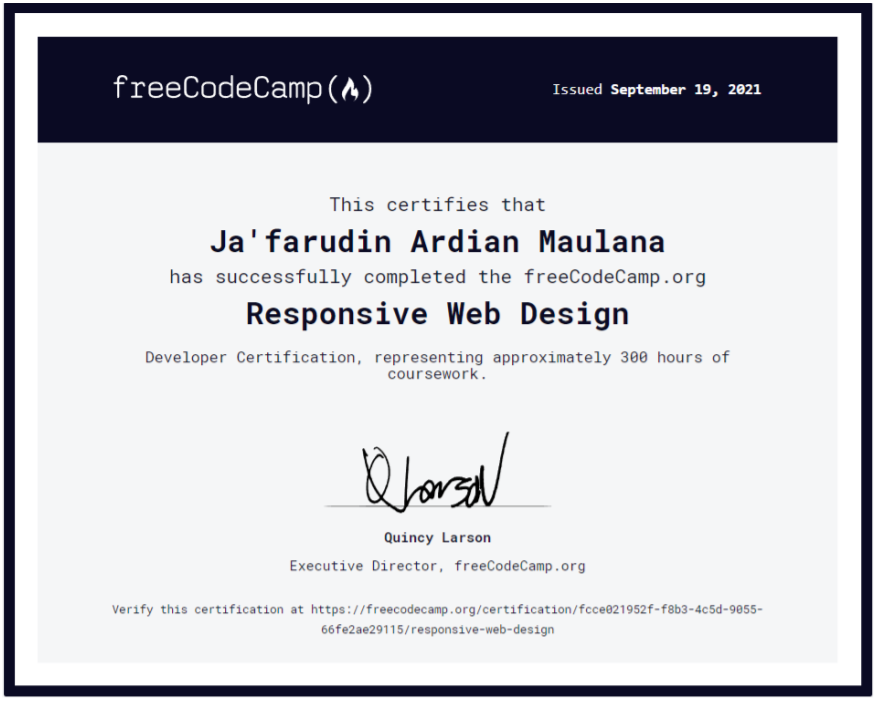 freeCodeCamp(🔥)
Issued September 19, 2021
This certifies that
Ja'farudin Ardian Maulana
has successfully completed the freeCodeCamp.org
Responsive Web Design
Developer Certification, representing approximately 300 hours of
coursework.
Q Larson
Quincy Larson
Executive Director, freeCodeCamp.org
Verify this certification at https://freecodecamp.org/certification/fcce021952f-f8b3-4c5d-9055-
66fe2ae29115/responsive-web-design